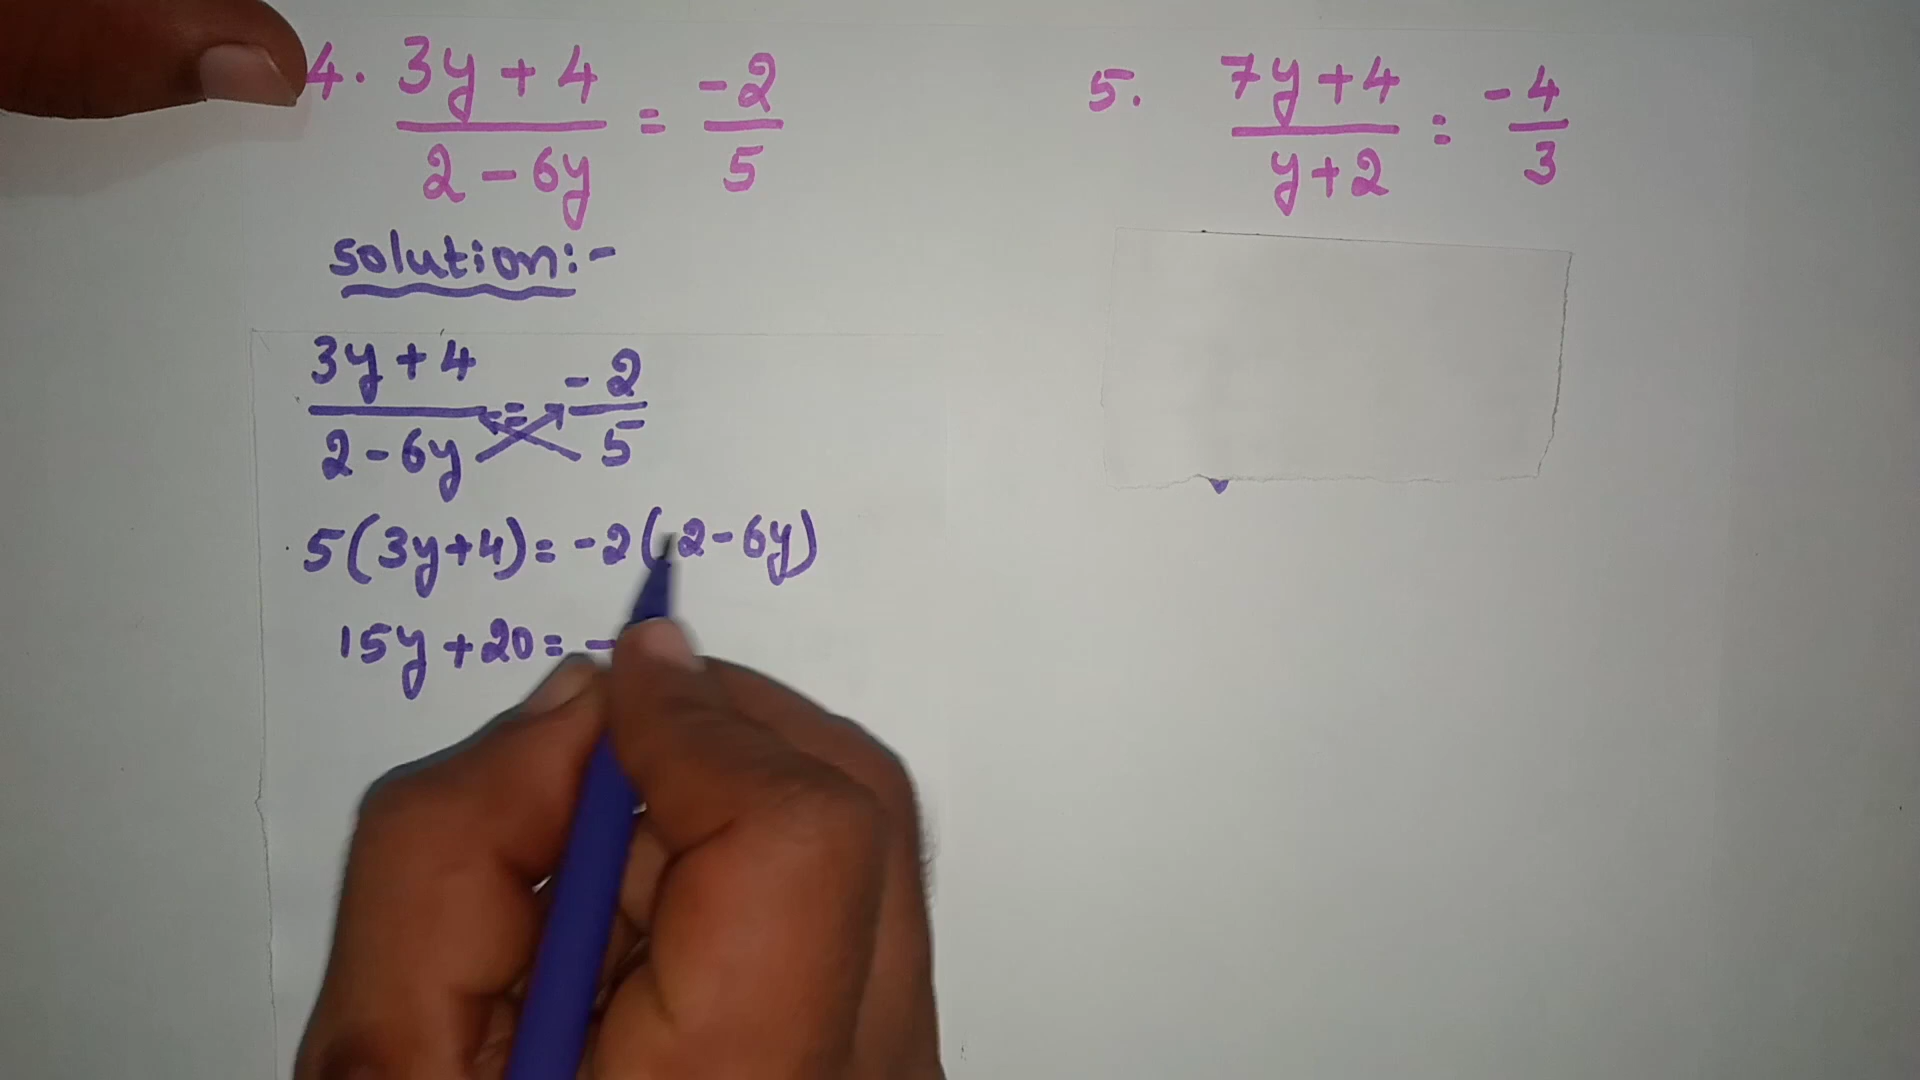 4. 3y+4 / 2-6y = -2/5
solution:-
3y+4 / 2-6y = -2/5
5(3y+4)= -2(2-6y)
15y+20= -
5. 7y+4 / y+2 = -4/3